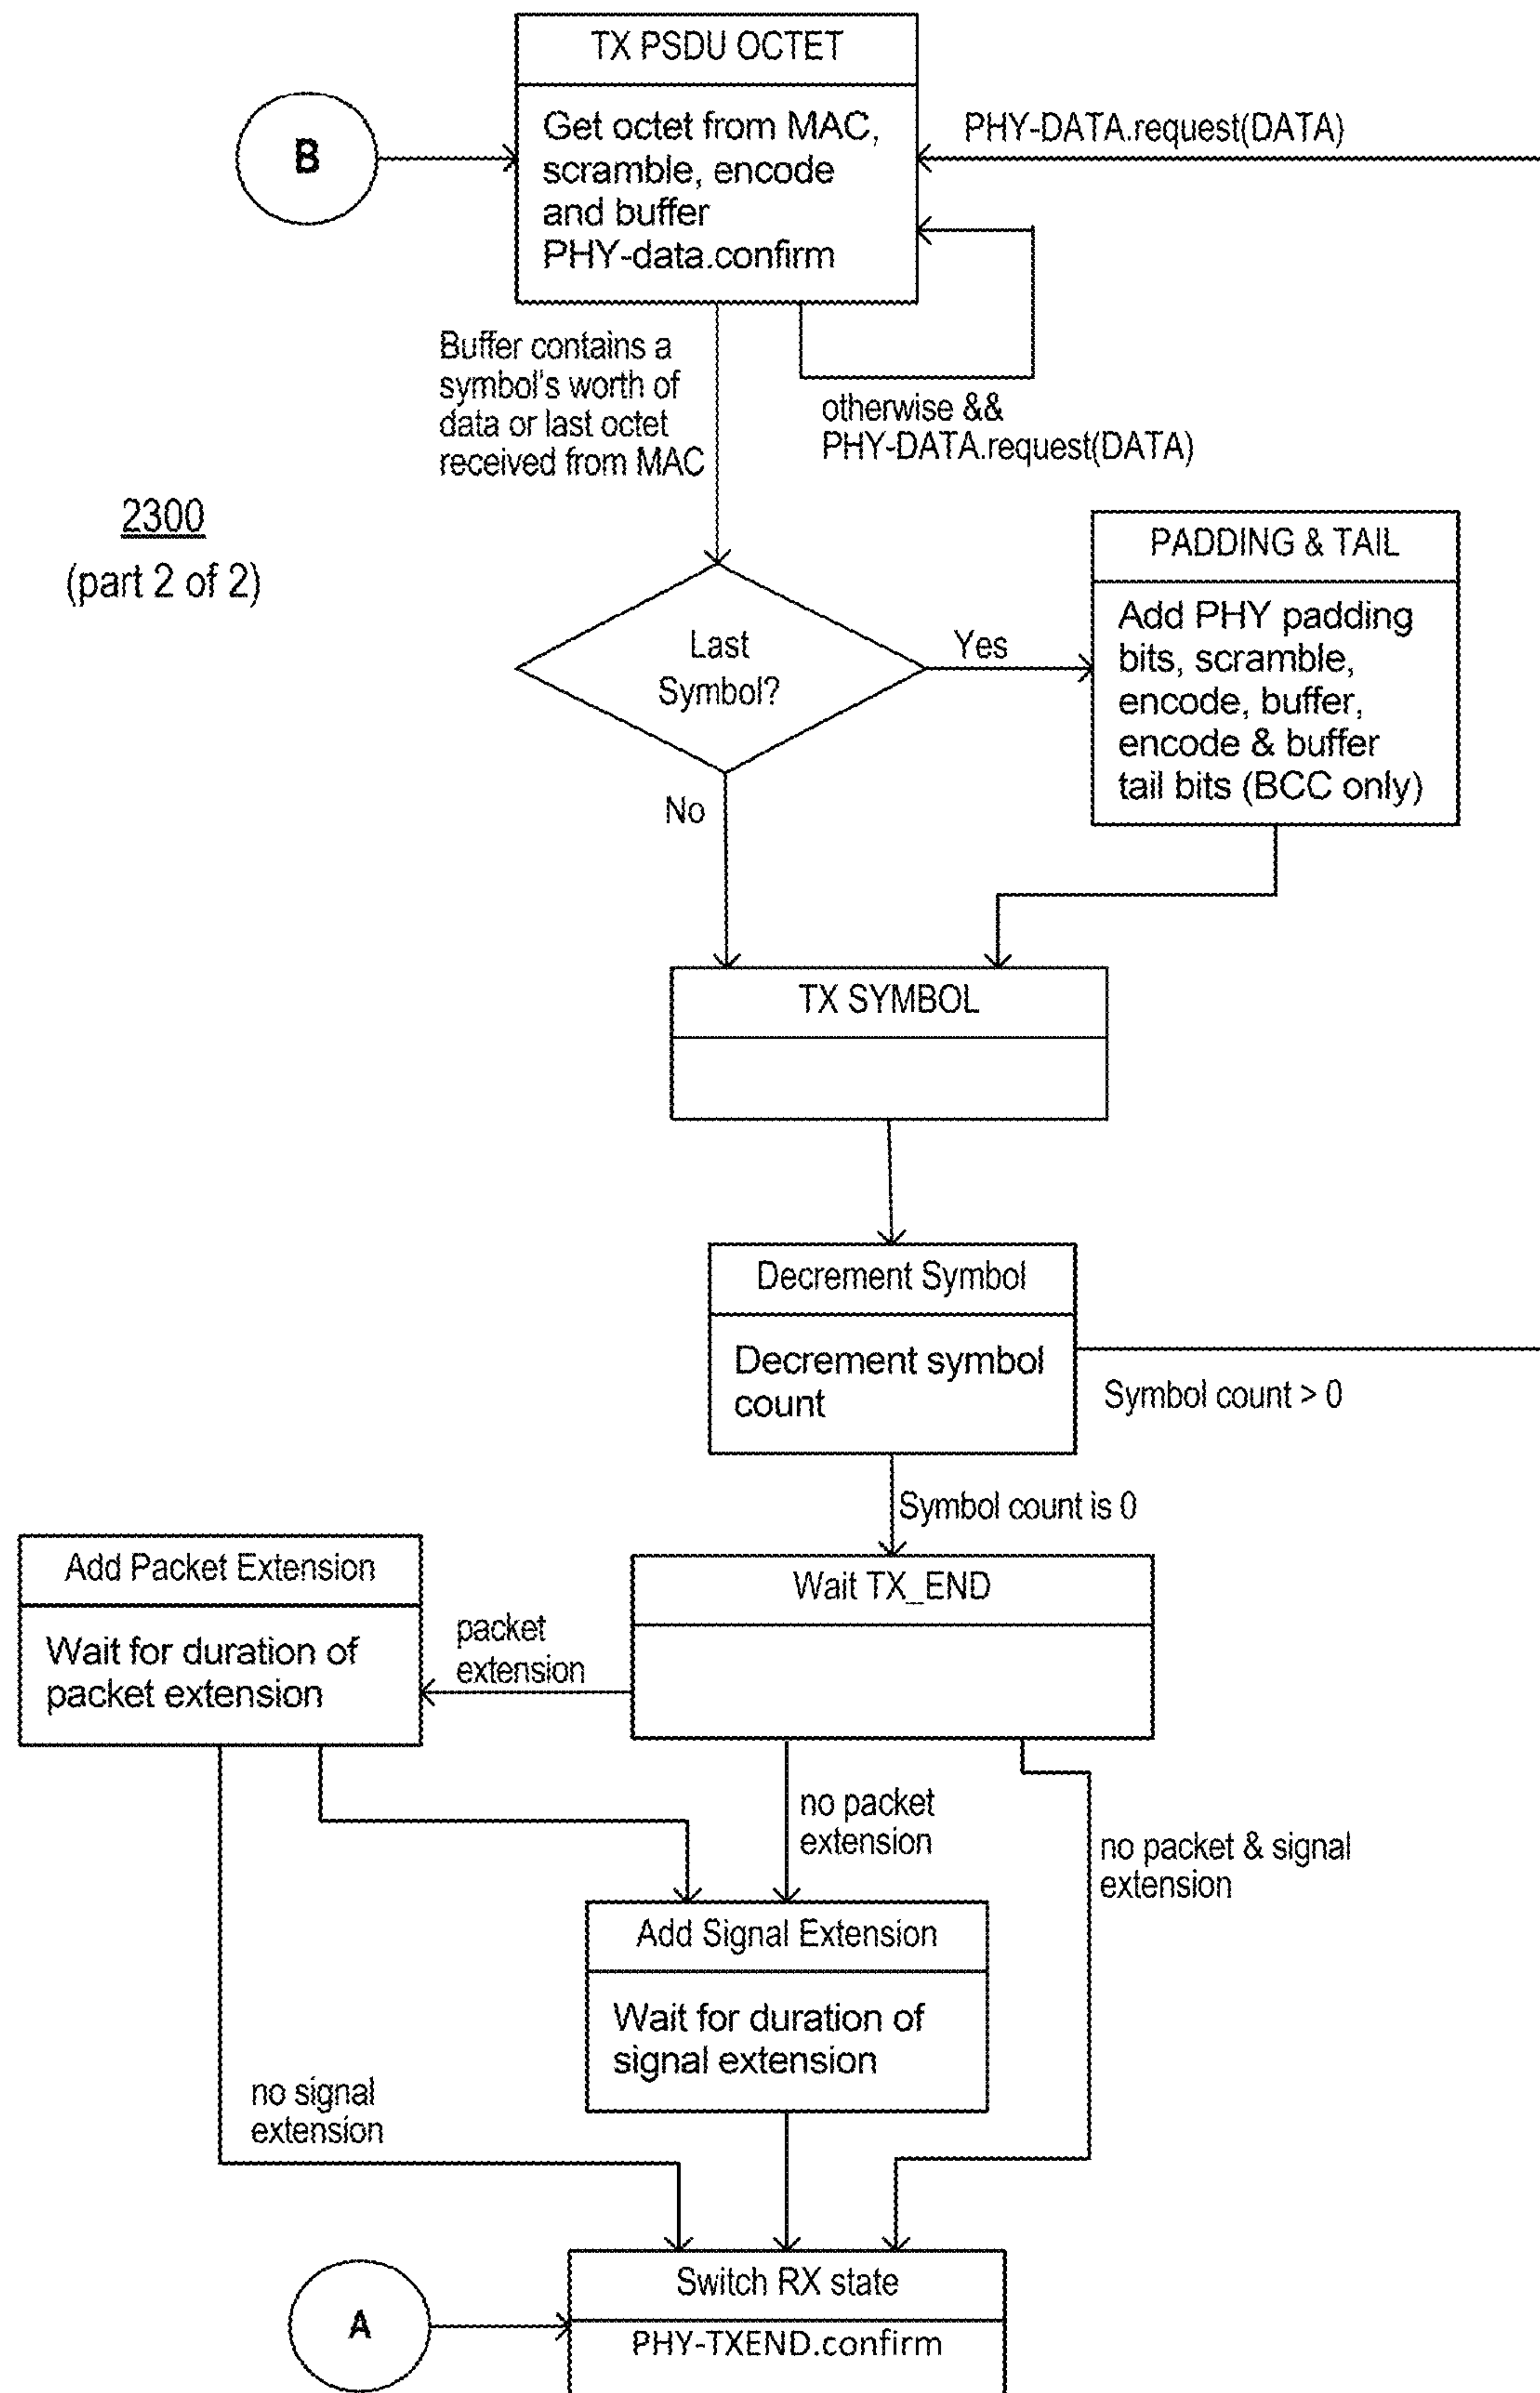 TX PSDU OCTET
B
Get octet from MAC,
scramble, encode
and buffer
PHY-data.confirm
PHY-DATA.request(DATA)
Buffer contains a
symbol's worth of
data or last octet
received from MAC
otherwise &&
PHY-DATA.request(DATA)
2300
(part 2 of 2)
Last
Symbol?
Yes
No
PADDING & TAIL
Add PHY padding
bits, scramble,
encode, buffer,
encode & buffer
tail bits (BCC only)
TX SYMBOL
Decrement Symbol
Decrement symbol
count
Symbol count > 0
Symbol count is 0
Wait TX_END
Add Packet Extension
Wait for duration of
packet extension
packet
extension
no packet
extension
no packet & signal
extension
Add Signal Extension
Wait for duration of
signal extension
no signal
extension
A
Switch RX state
PHY-TXEND.confirm